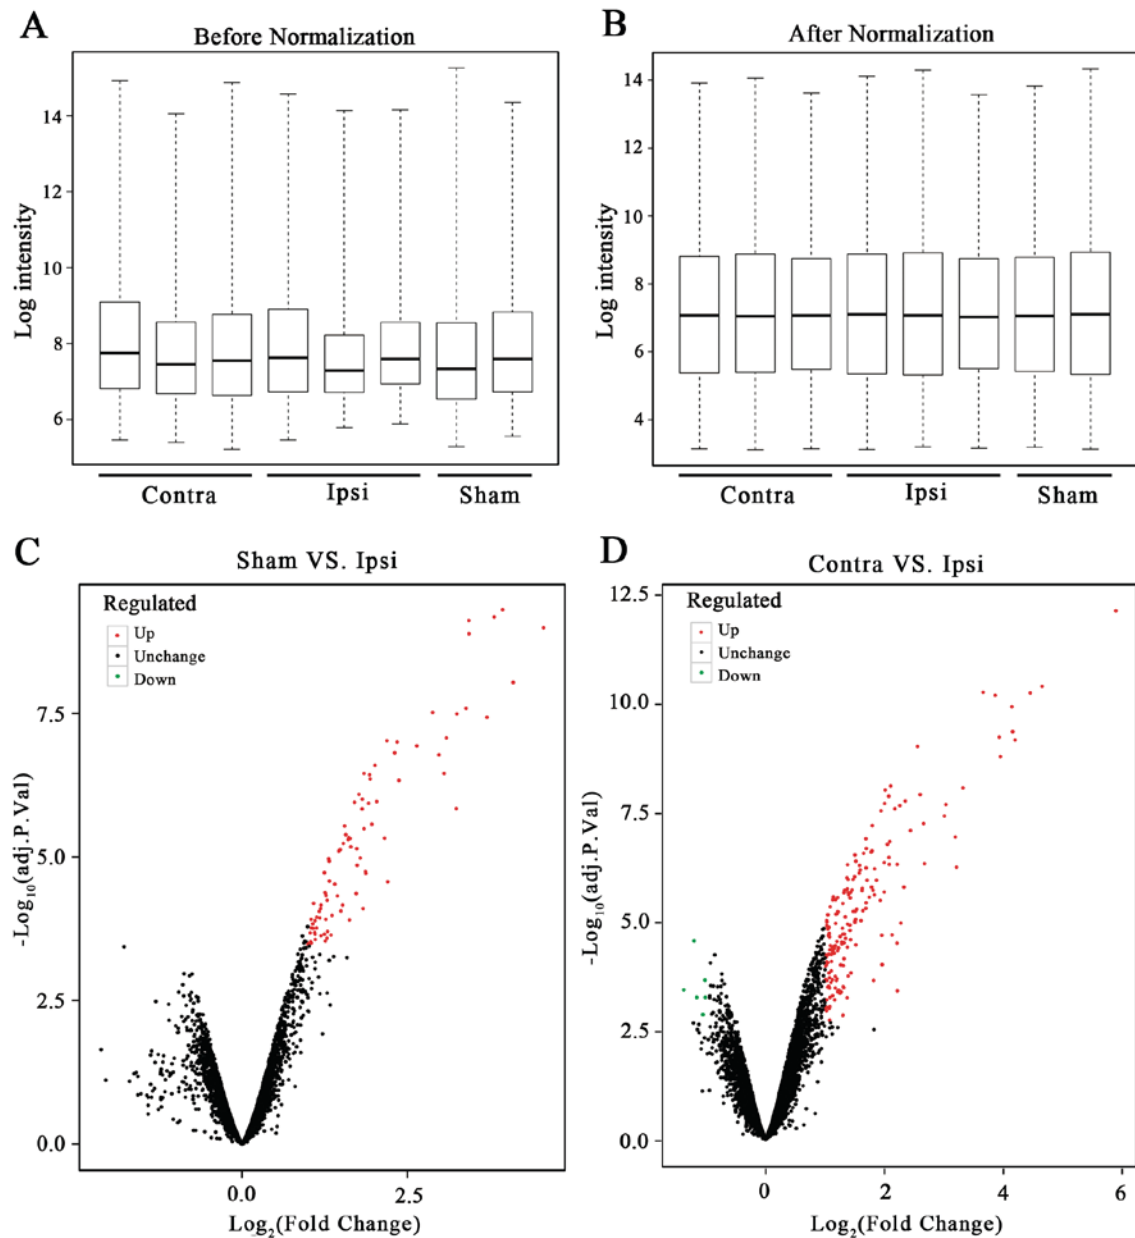 A
Before Normalization
Log intensity
14
12
14
10
8
6
Contra
Ipsi
Sham
B
After Normalization
Log intensity
14
12
10
8
6
4
Contra
Ipsi
Sham
C
Sham VS. Ipsi
Regulated
Up
Unchange
Down
-Log10(adj.P.Val)
7.5
5.0
2.5
0.0
0.0
2.5
Log2(Fold Change)
D
Contra VS. Ipsi
Regulated
Up
Unchange
Down
-Log10(adj.P.Val)
12.5
10.0
7.5
5.0
2.5
0.0
0
2
4
6
Log2(Fold Change)